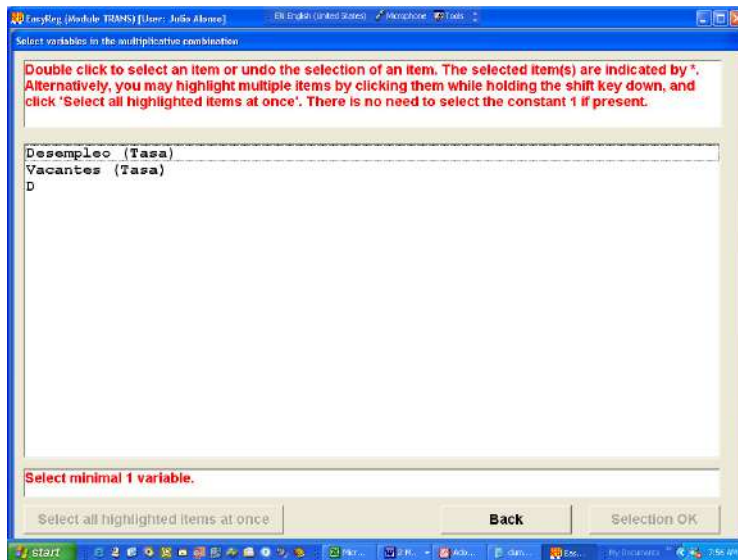 EasyReg (Module TRANS) [User: Julio Alonso]
EN English (United States) Microphone Tools
Select variables in the multiplicative combination
Double click to select an item or undo the selection of an item. The selected item(s) are indicated by *.
Alternatively, you may highlight multiple items by clicking them while holding the shift key down, and
click 'Select all highlighted items at once'. There is no need to select the constant 1 if present.
Desempleo (Tasa)
Vacantes (Tasa)
D
Select minimal 1 variable.
Select all highlighted items at once
Back
Selection OK
start
My Documents
7:56 AM